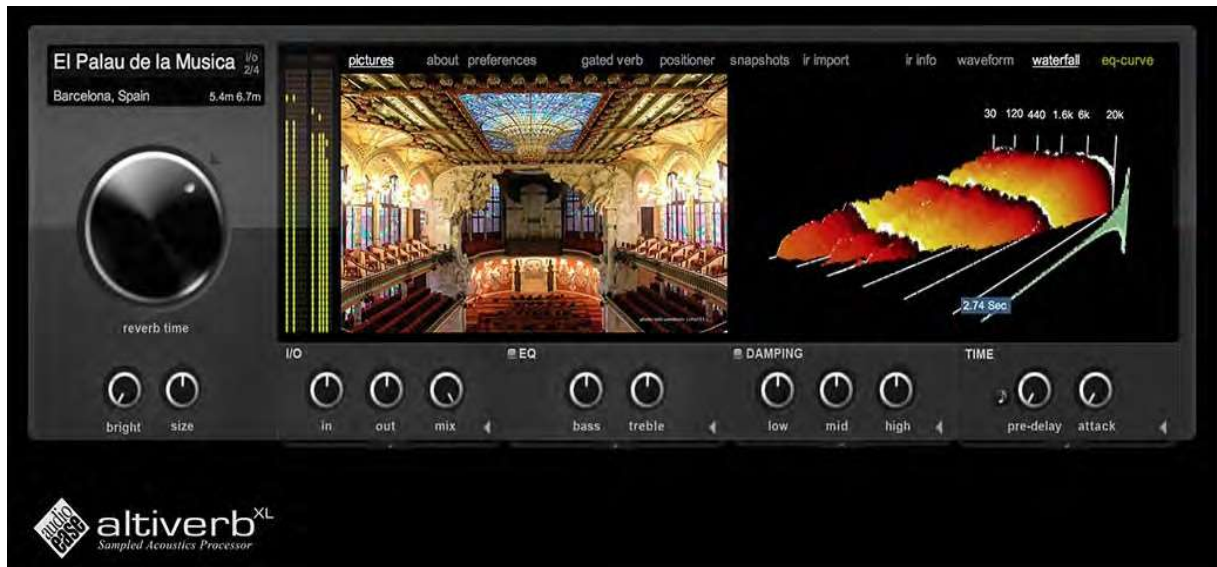 El Palau de la Musica i/o 2/4
Barcelona, Spain 5.4m 6.7m
pictures about preferences gated verb positioner snapshots ir import ir info waveform waterfall eq-curve
30 120 440 1.6k 6k 20k
2.74 Sec
reverb time
bright size
I/O EQ DAMPING TIME
in out mix bass treble low mid high pre-delay attack
audio ease
altiverb XL
Sampled Acoustics Processor